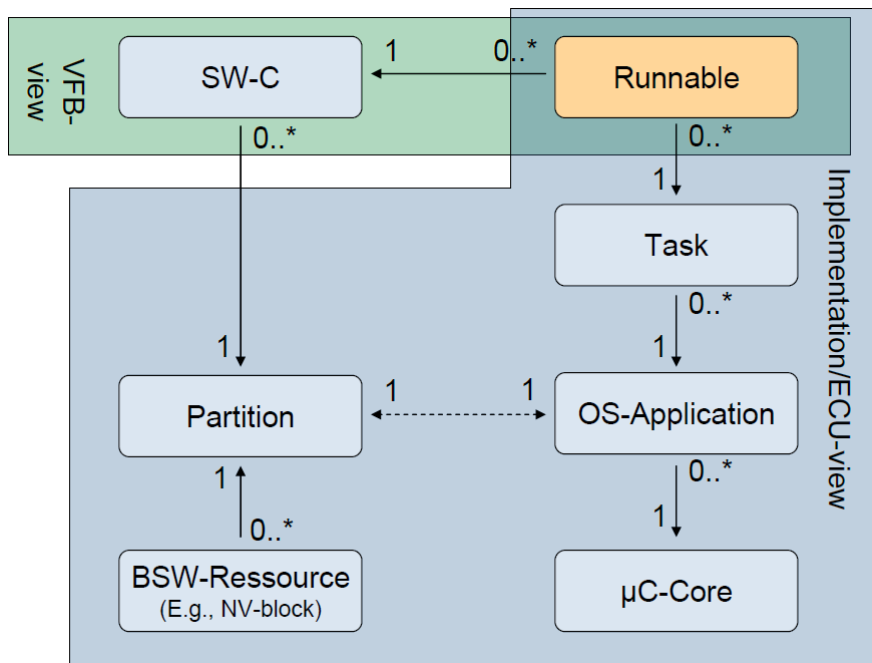 VFB-
view
SW-C
1
0..*
Runnable
0..*
0..*
1
Task
0..*
1
1
Partition
1
1
OS-Application
1
0..*
0..*
1
BSW-Ressource
(E.g., NV-block)
µC-Core
Implementation/ECU-view